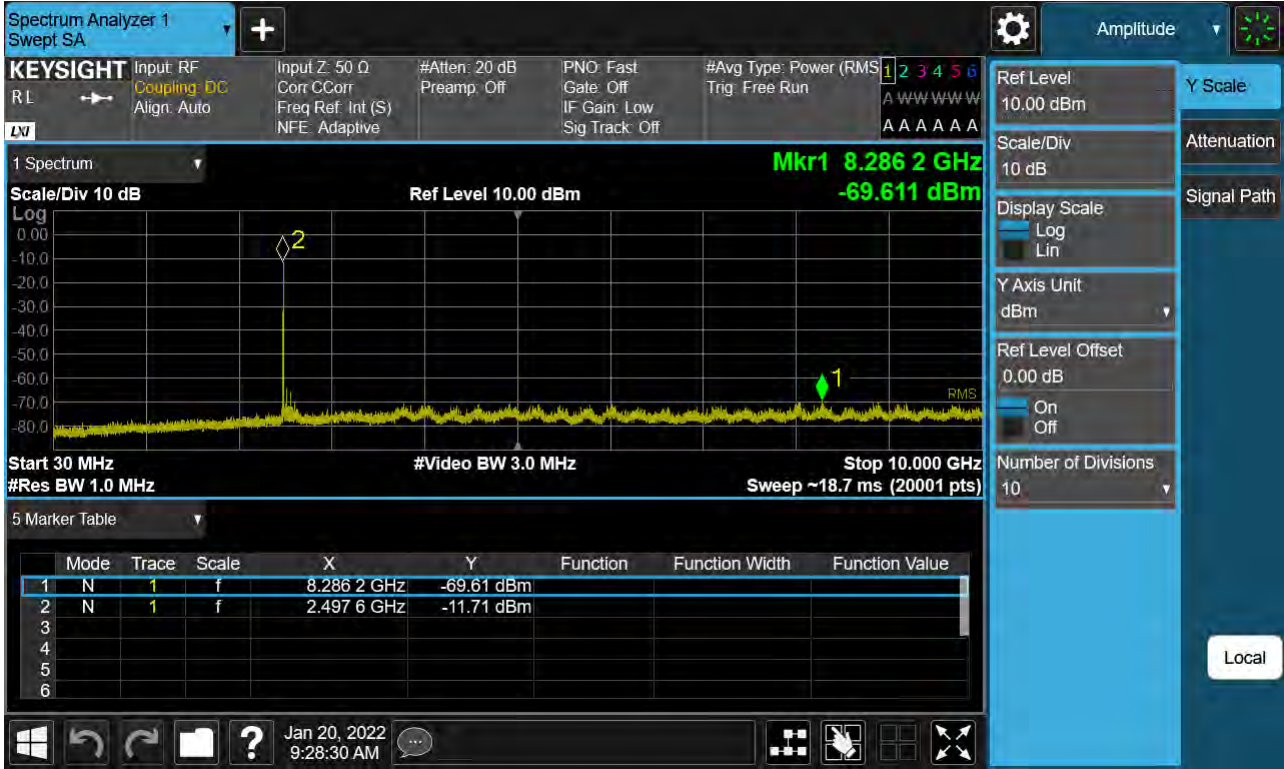 Spectrum Analyzer 1
Swept SA
+
Amplitude
KEYSIGHT
RL
LXI
Input: RF
Coupling: DC
Align: Auto
Input Z: 50 Ω
Corr CCorr
Freq Ref: Int (S)
NFE: Adaptive
#Atten: 20 dB
Preamp: Off
PNO: Fast
Gate: Off
IF Gain: Low
Sig Track: Off
#Avg Type: Power (RMS
Trig: Free Run
1 2 3 4 5 6
A W W W W W
A A A A A A
1 Spectrum
Mkr1 8.286 2 GHz
Scale/Div 10 dB
Ref Level 10.00 dBm
-69.611 dBm
Log
0.00
-10.0
-20.0
-30.0
-40.0
-50.0
-60.0
-70.0
-80.0
2
1
RMS
Start 30 MHz
#Video BW 3.0 MHz
Stop 10.000 GHz
#Res BW 1.0 MHz
Sweep ~18.7 ms (20001 pts)
5 Marker Table
Mode Trace Scale X Y Function Function Width Function Value
1 N 1 f 8.286 2 GHz -69.61 dBm
2 N 1 f 2.497 6 GHz -11.71 dBm
3
4
5
6
Ref Level
10.00 dBm
Scale/Div
10 dB
Display Scale
Log
Lin
Y Axis Unit
dBm
Ref Level Offset
0.00 dB
On
Off
Number of Divisions
10
Y Scale
Attenuation
Signal Path
Local
?
Jan 20, 2022
9:28:30 AM